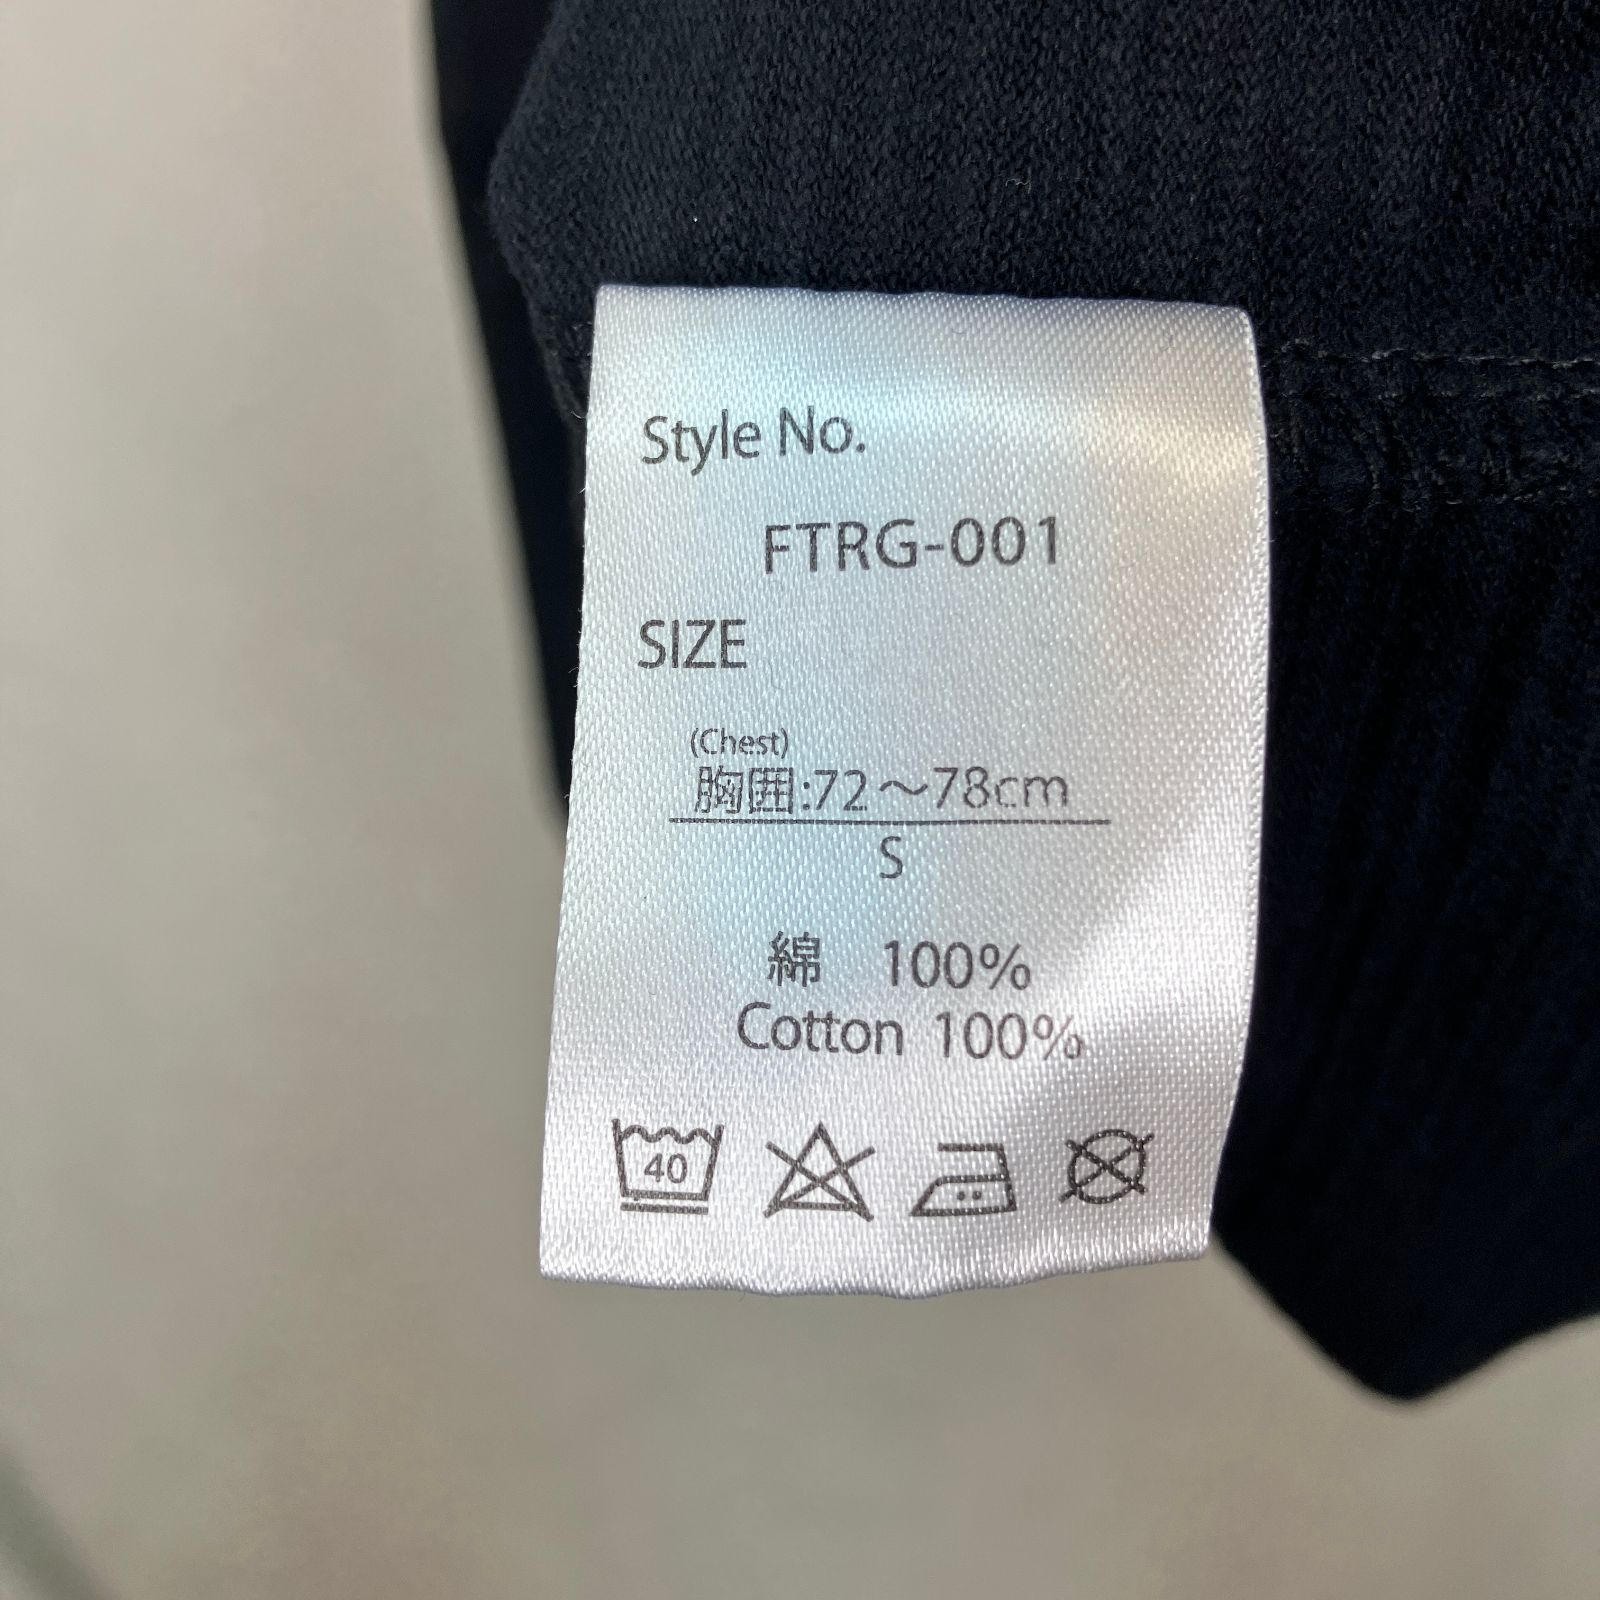 Style No.
FTRG-001
SIZE
(Chest)
胸囲:72～78cm
S
綿 100%
Cotton 100%
40